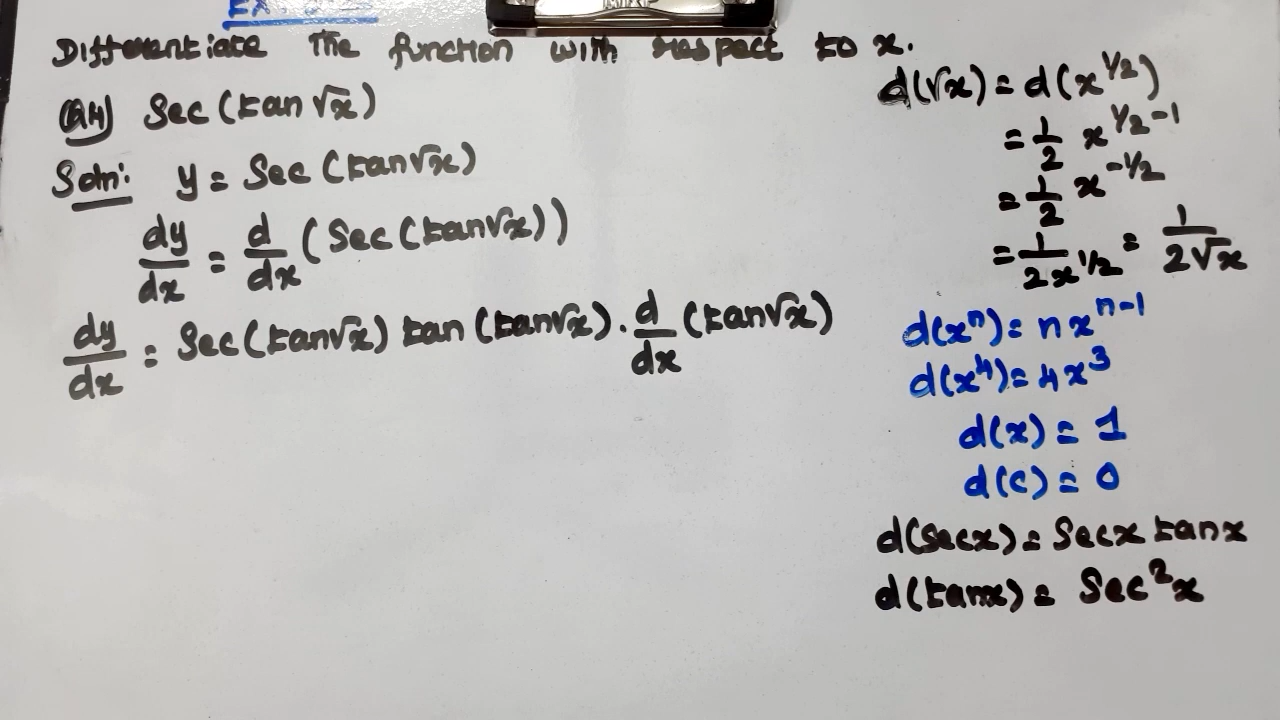 Differentiate The function with respect to x.
Q4) Sec (tan √x)
Soln: y = Sec (tan√x)
dy/dx = d/dx (Sec (tan√x))
dy/dx = Sec (tan√x) tan (tan√x) . d/dx (tan√x)
d(√x) = d(x^1/2)
= 1/2 x^1/2-1
= 1/2 x^-1/2
= 1/2x^1/2 = 1/2√x
d(x^n) = n x^n-1
d(x^4) = 4x^3
d(x) = 1
d(c) = 0
d(secx) = Secx tanx
d(tanx) = Sec^2x